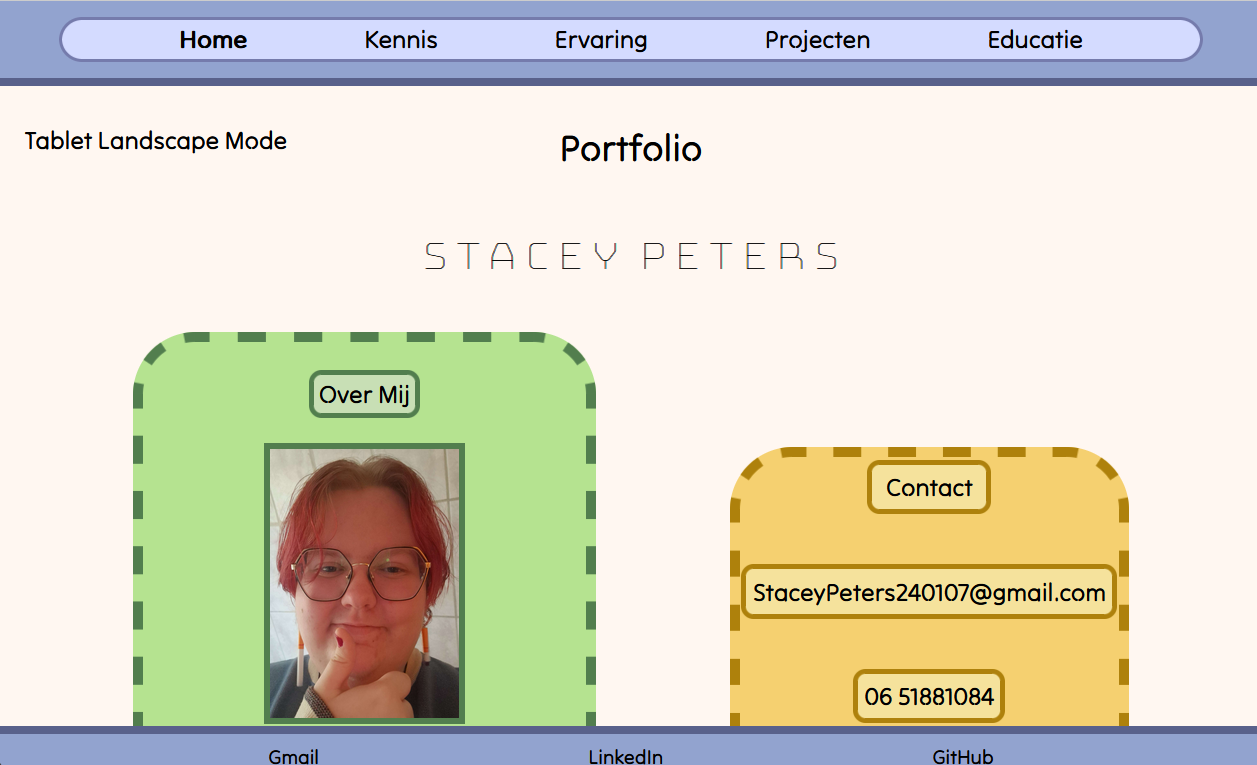 Home Kennis Ervaring Projecten Educatie
Tablet Landscape Mode
Portfolio
STACEY PETERS
Over Mij
Contact
StaceyPeters240107@gmail.com
06 51881084
Gmail LinkedIn GitHub